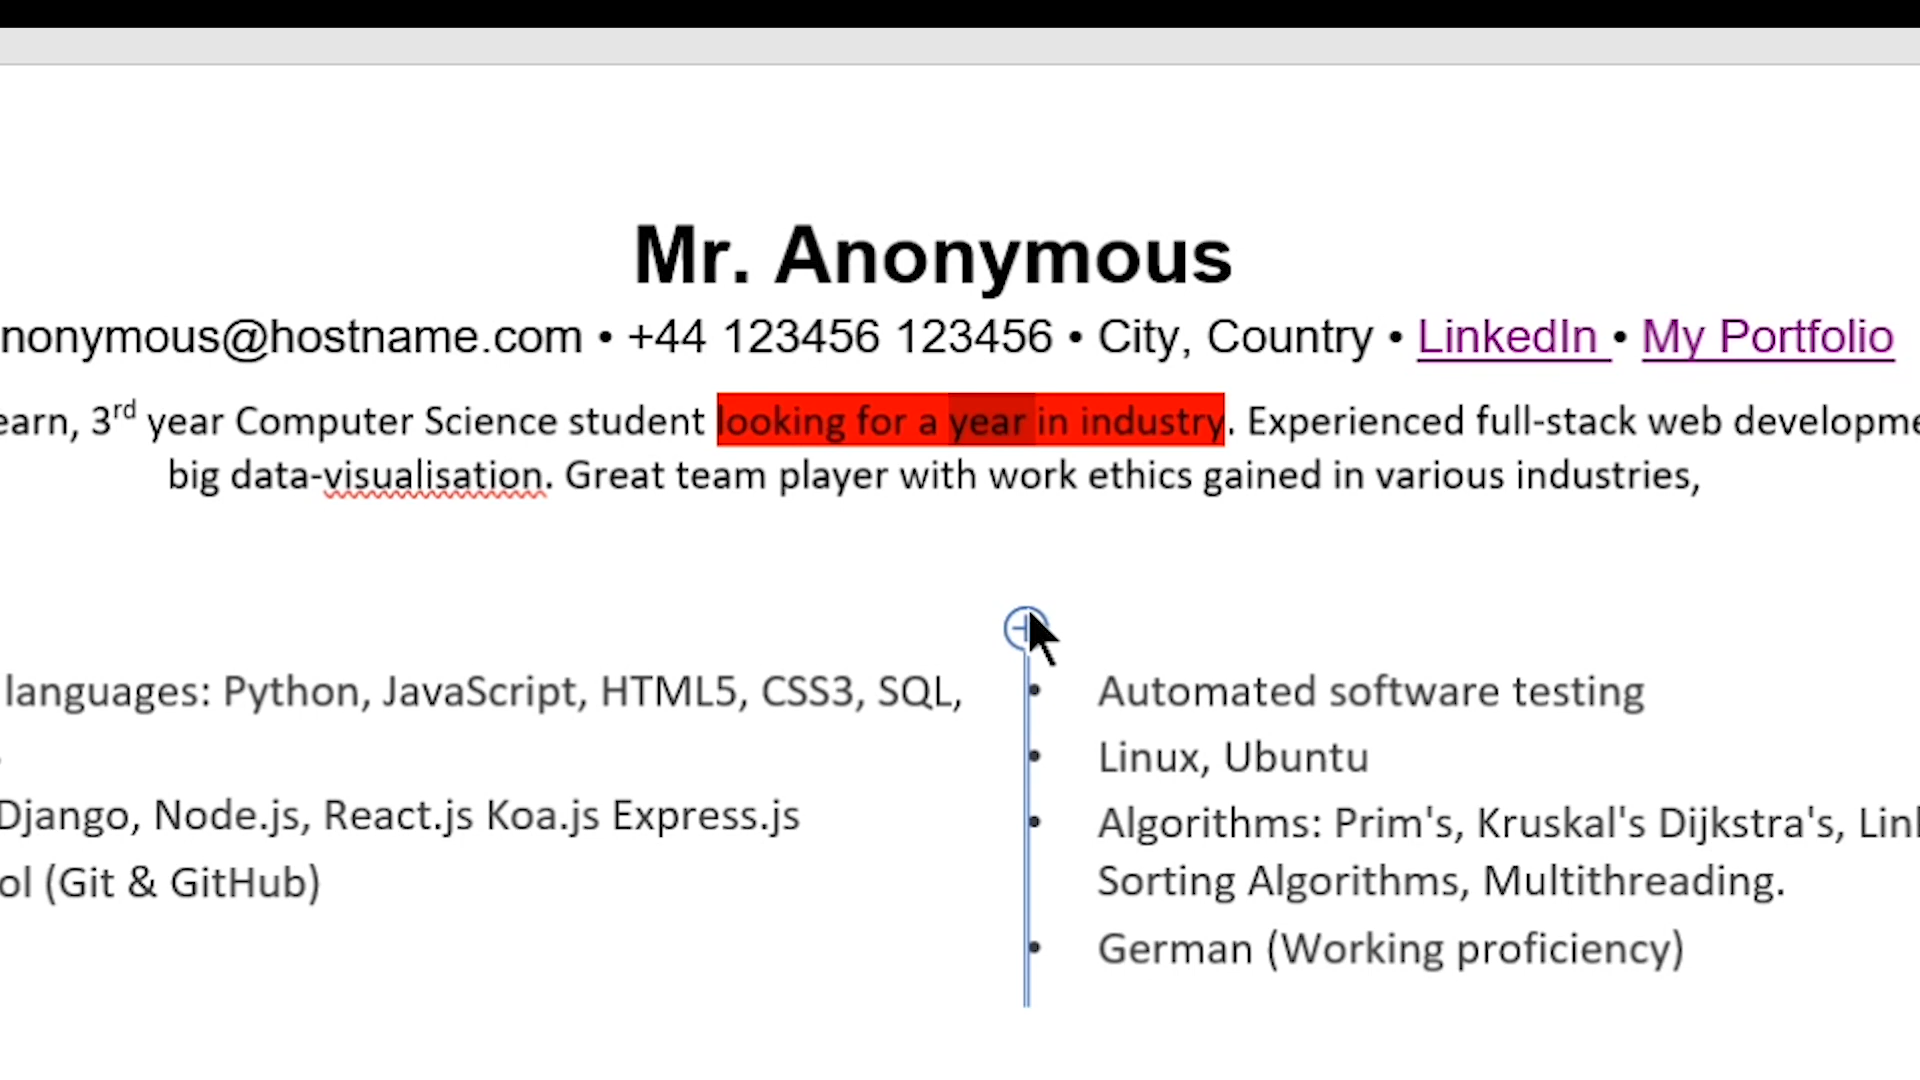 Mr. Anonymous
nonymous@hostname.com • +44 123456 123456 • City, Country • LinkedIn • My Portfolio
earn, 3rd year Computer Science student looking for a year in industry. Experienced full-stack web developme
big data-visualisation. Great team player with work ethics gained in various industries,
languages: Python, JavaScript, HTML5, CSS3, SQL,
Django, Node.js, React.js Koa.js Express.js
ol (Git & GitHub)
• Automated software testing
• Linux, Ubuntu
• Algorithms: Prim's, Kruskal's Dijkstra's, Lin
Sorting Algorithms, Multithreading.
• German (Working proficiency)